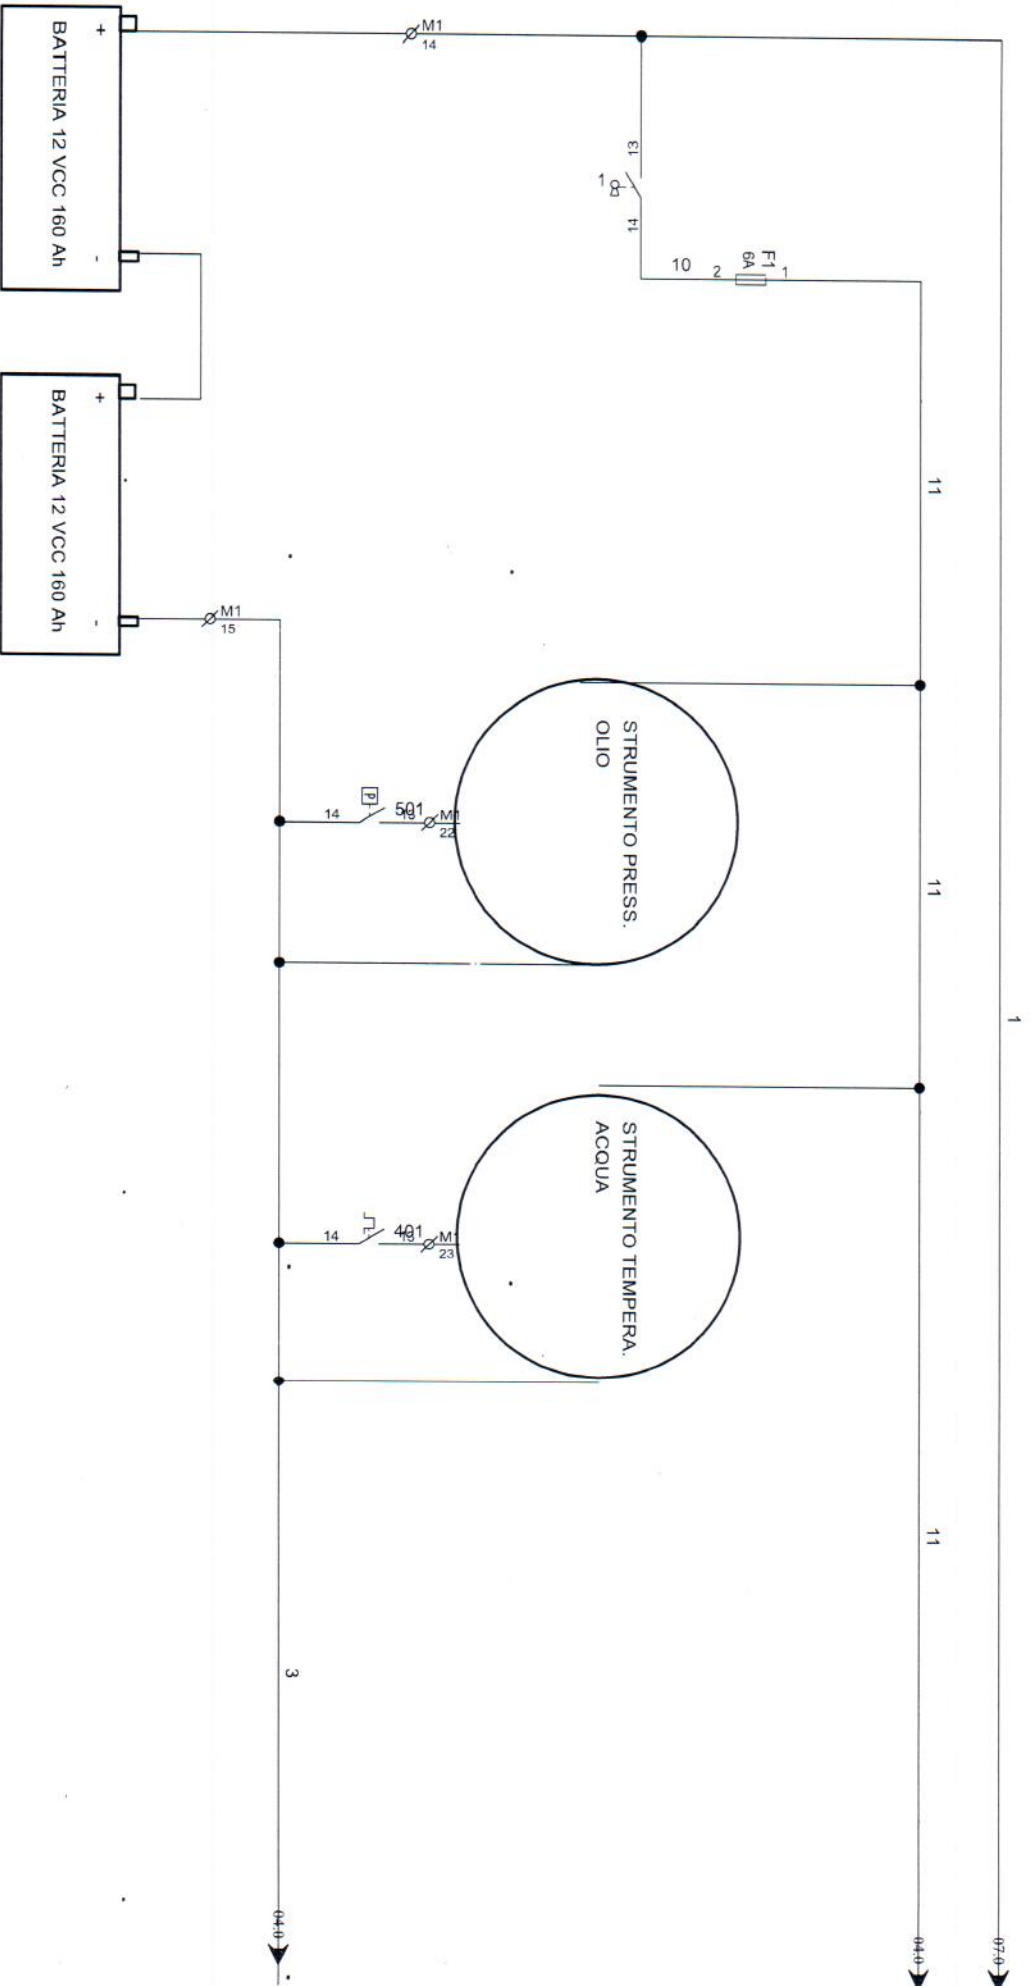 BATTERIA 12 VCC 160 Ah
+
-
BATTERIA 12 VCC 160 Ah
+
-
M1
14
13
1
14
10
2
F1
6A
1
11
M1
15
STRUMENTO PRESS.
OLIO
14
P
501
13
M1
22
11
1
STRUMENTO TEMPERA.
ACQUA
14
401
13
M1
23
11
3
04.0
04.0
07.0